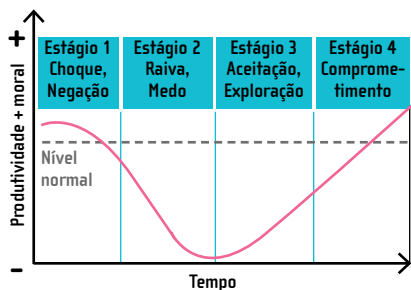 +
Estágio 1
Choque,
Negação
Estágio 2
Raiva,
Medo
Estágio 3
Aceitação,
Exploração
Estágio 4
Comprome-
timento
Produtividade + moral
Nível
normal
–
Tempo